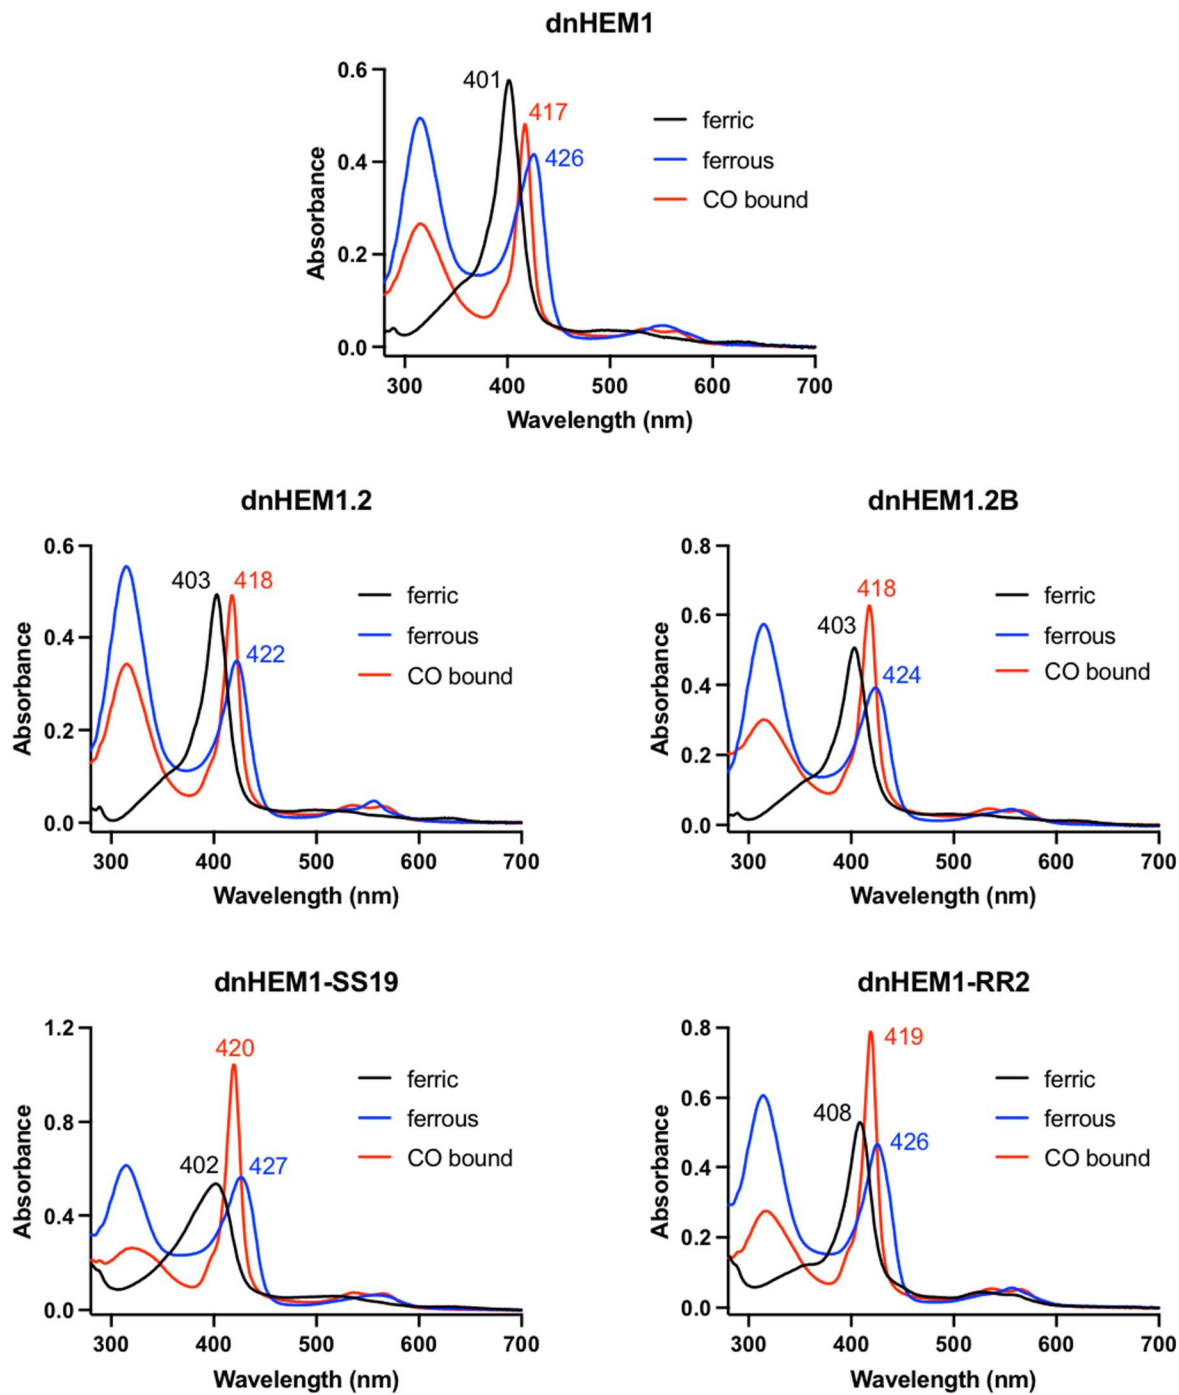 dnHEM1
0.6
0.4
0.2
0.0
Absorbance
401
417
426
ferric
ferrous
CO bound
300 400 500 600 700
Wavelength (nm)
dnHEM1.2
0.6
0.4
0.2
0.0
Absorbance
403
418
422
ferric
ferrous
CO bound
300 400 500 600 700
Wavelength (nm)
dnHEM1.2B
0.8
0.6
0.4
0.2
0.0
Absorbance
418
403
424
ferric
ferrous
CO bound
300 400 500 600 700
Wavelength (nm)
dnHEM1-SS19
1.2
0.8
0.4
0.0
Absorbance
420
402
427
ferric
ferrous
CO bound
300 400 500 600 700
Wavelength (nm)
dnHEM1-RR2
0.8
0.6
0.4
0.2
0.0
Absorbance
419
408
426
ferric
ferrous
CO bound
300 400 500 600 700
Wavelength (nm)